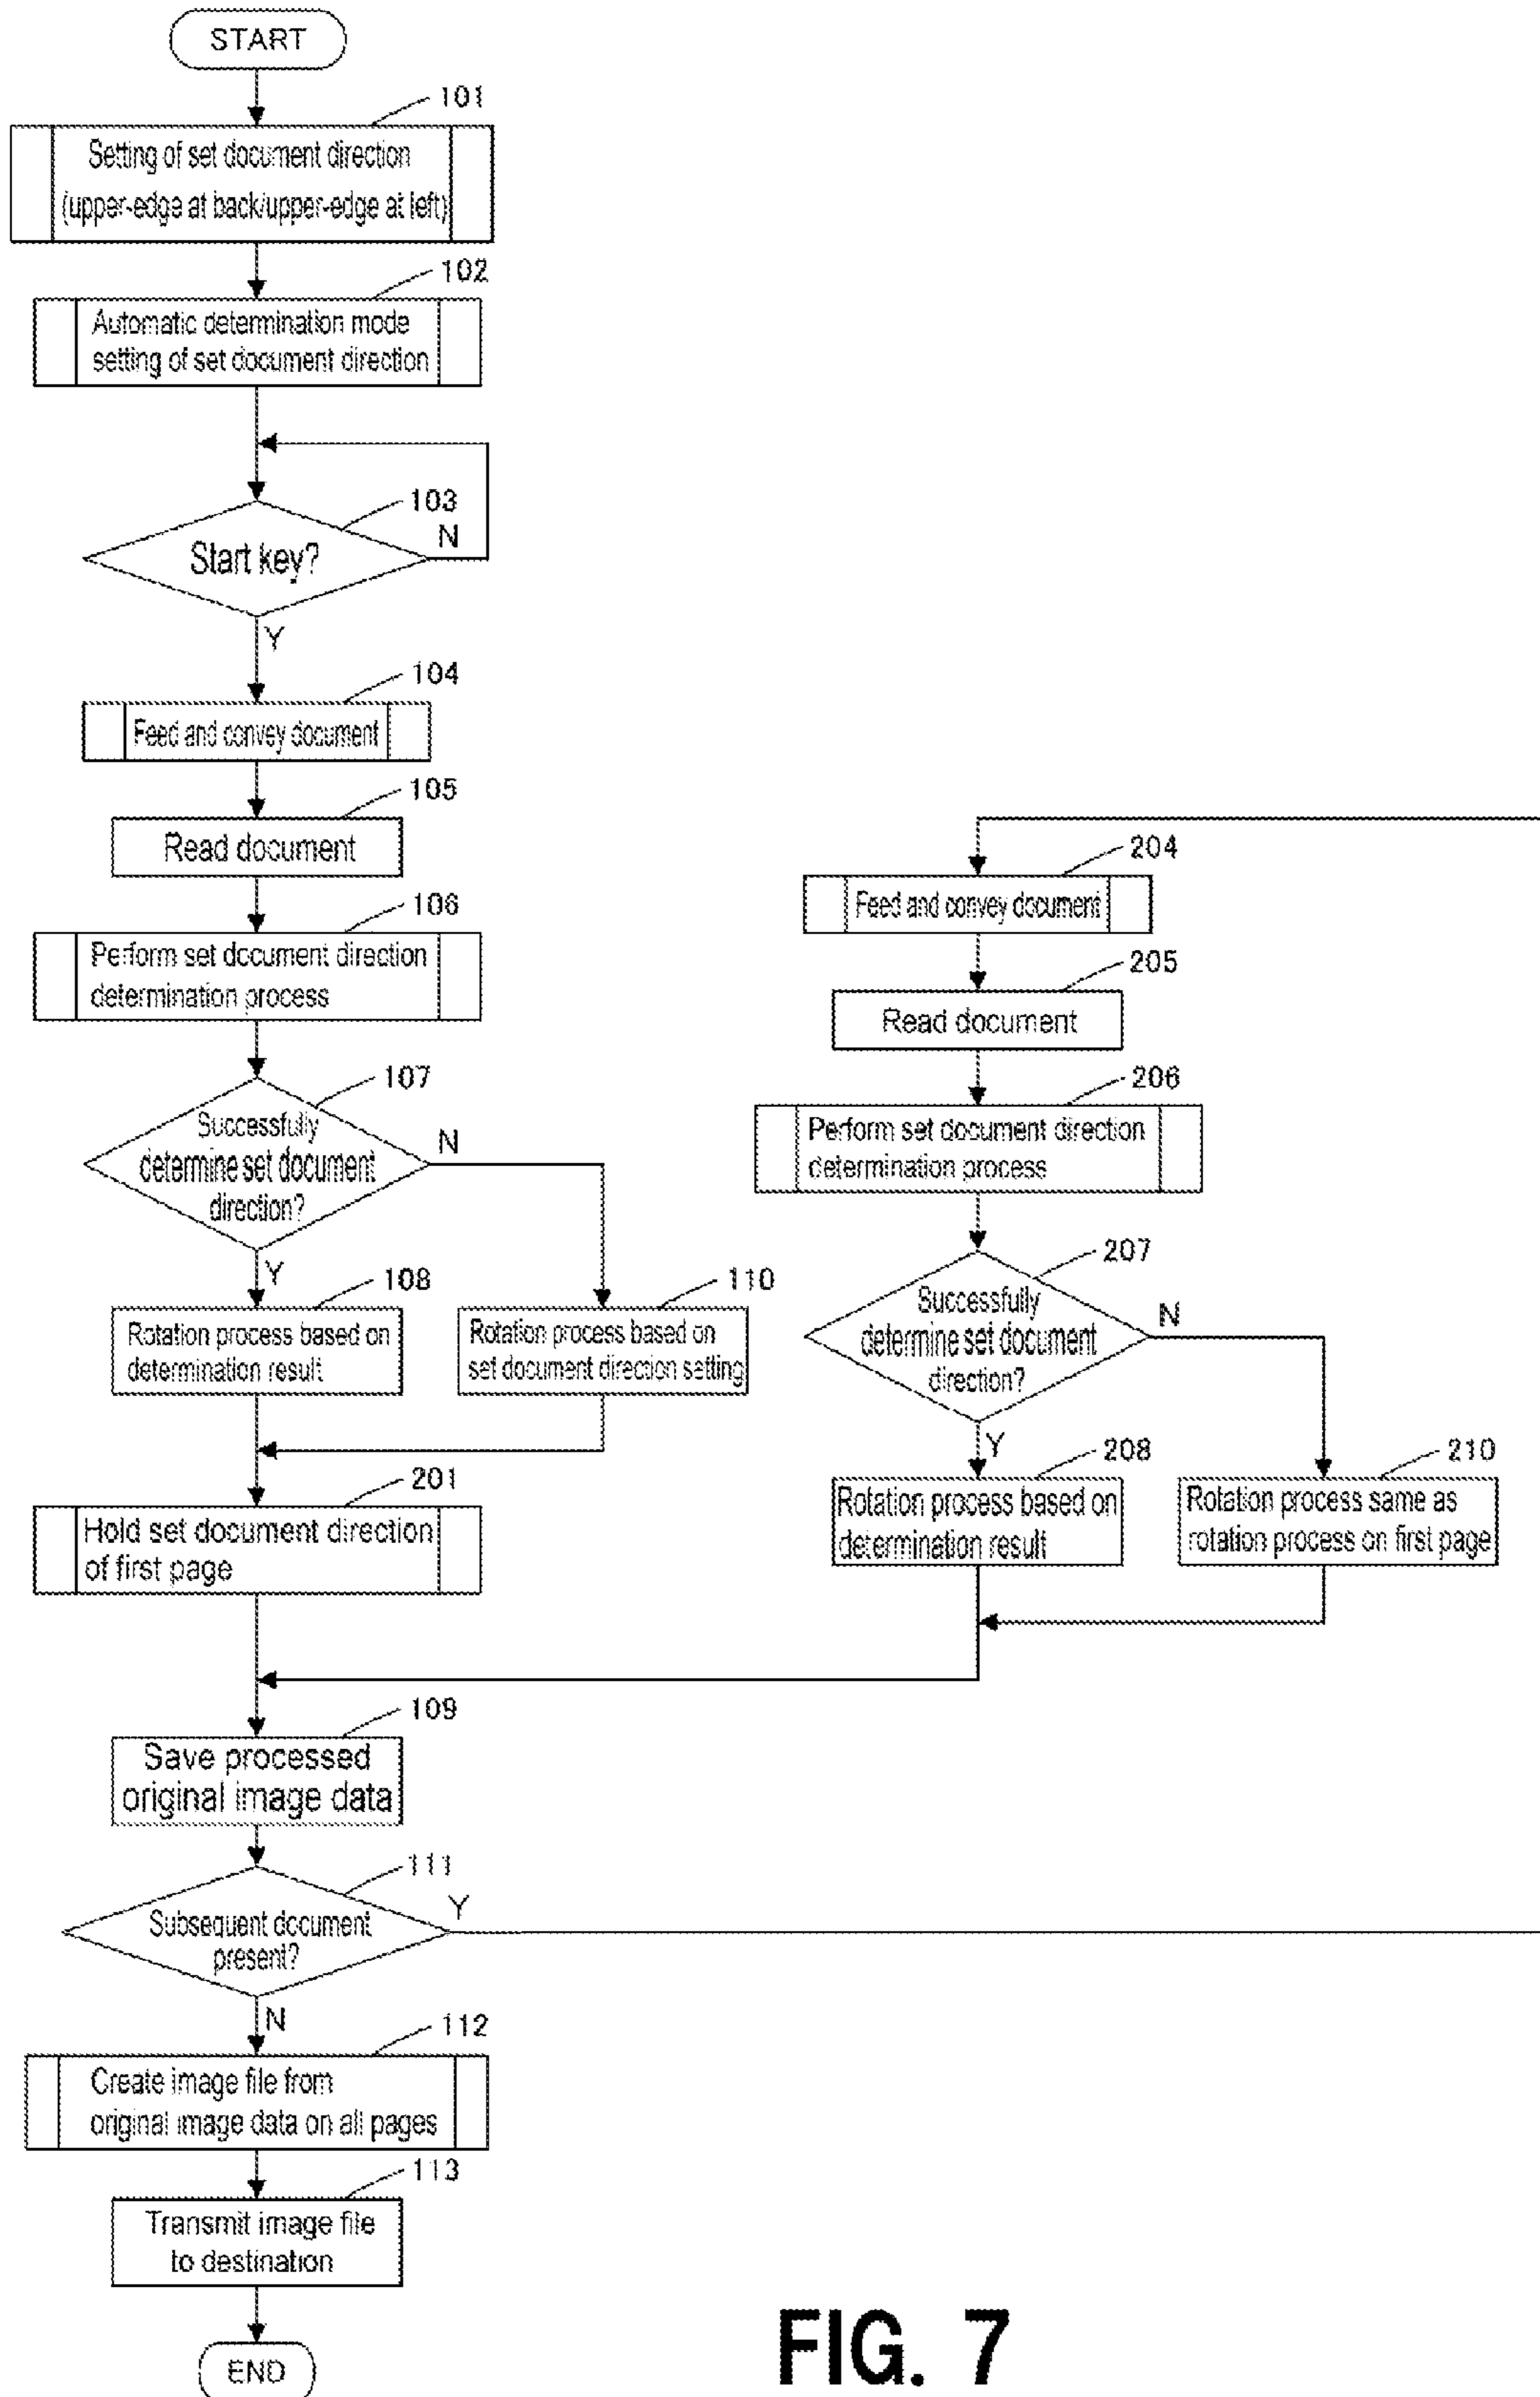 START
101
Setting of set document direction
(upper-edge at back/upper-edge at left)
102
Automatic determination mode
setting of set document direction
103
N
Start key?
Y
104
Feed and convey document
105
Read document
106
Perform set document direction
determination process
107
Successfully
determine set document
direction?
N
Y
108
Rotation process based on
determination result
110
Rotation process based on
set document direction setting
201
Hold set document direction
of first page
204
Feed and convey document
205
Read document
206
Perform set document direction
determination process
207
Successfully
determine set document
direction?
N
Y
208
Rotation process based on
determination result
210
Rotation process same as
rotation process on first page
109
Save processed
original image data
111
Subsequent document
present?
Y
N
112
Create image file from
original image data on all pages
113
Transmit image file
to destination
END
FIG. 7